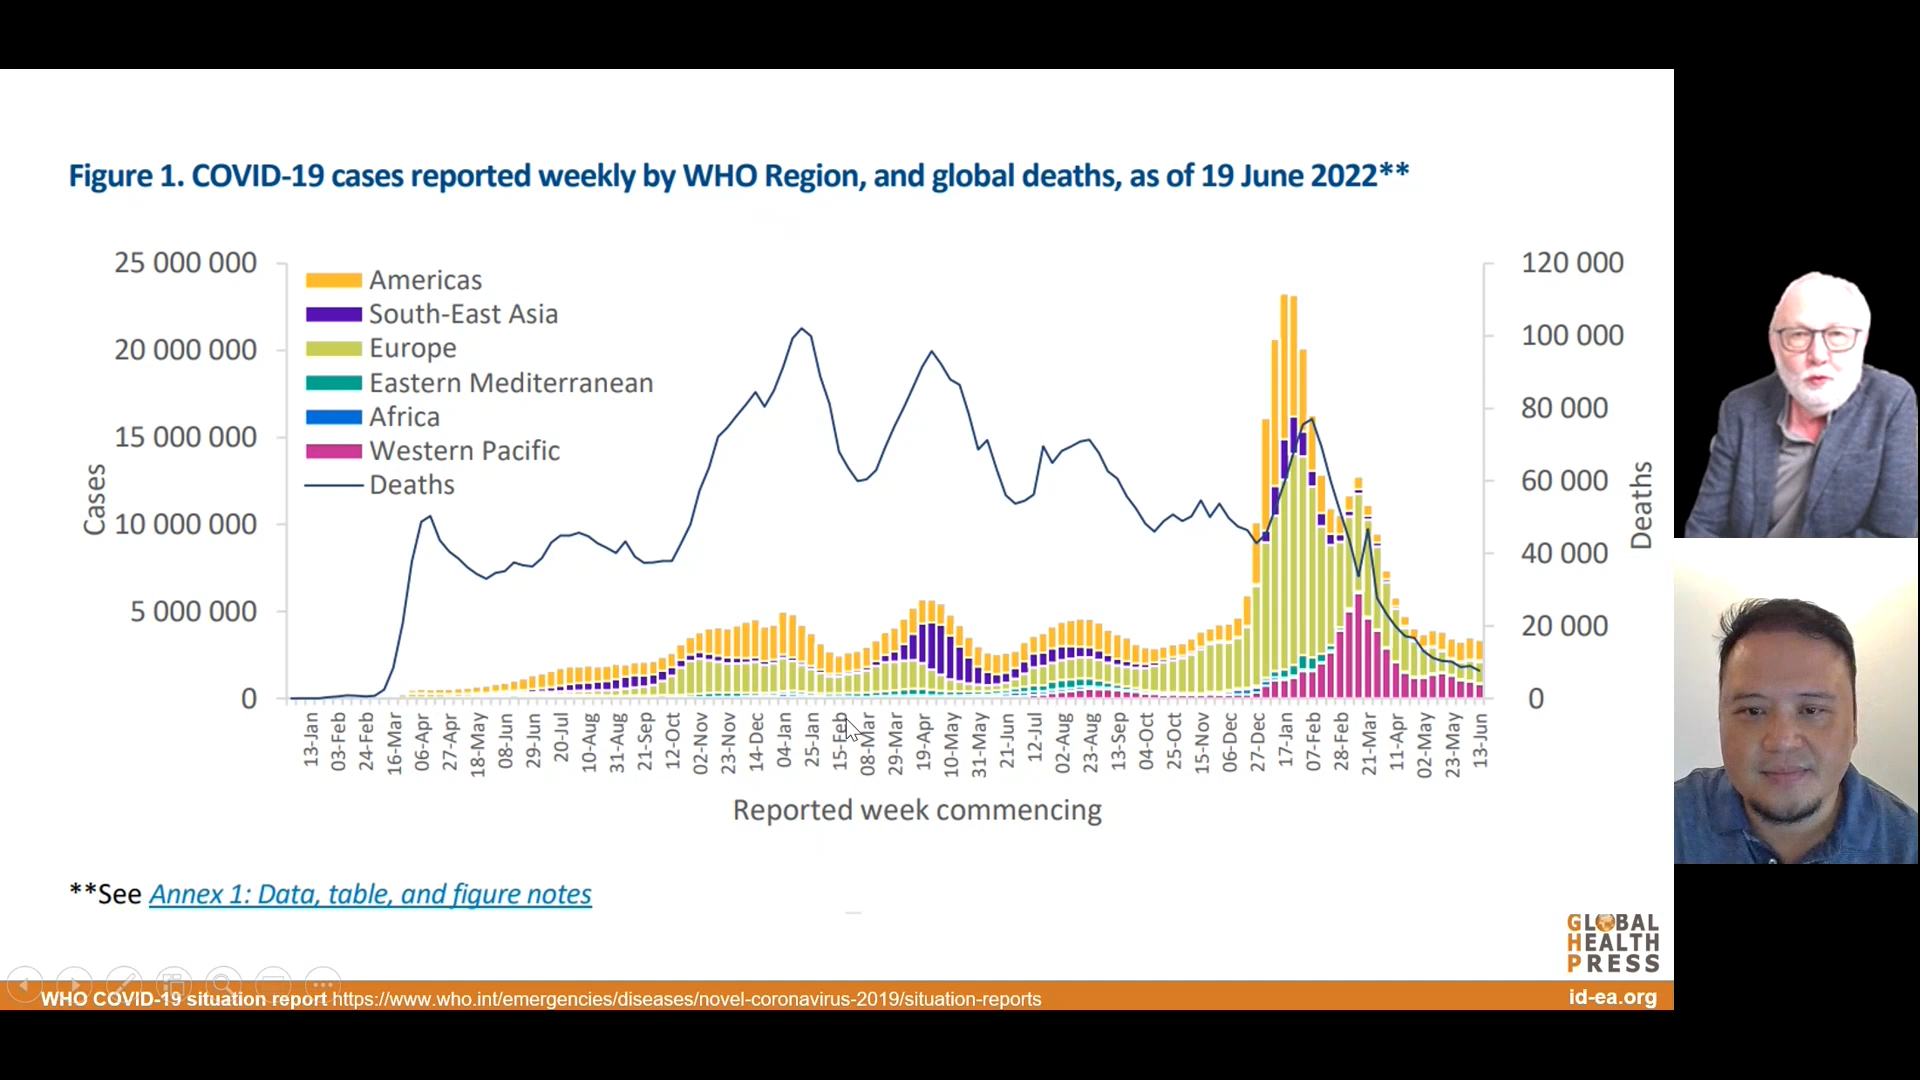 Figure 1. COVID-19 cases reported weekly by WHO Region, and global deaths, as of 19 June 2022**
25 000 000
20 000 000
15 000 000
10 000 000
5 000 000
0
Cases
Americas
South-East Asia
Europe
Eastern Mediterranean
Africa
Western Pacific
Deaths
120 000
100 000
80 000
60 000
40 000
20 000
0
Deaths
13-Jan
03-Feb
24-Feb
16-Mar
06-Apr
27-Apr
18-May
08-Jun
29-Jun
20-Jul
10-Aug
31-Aug
21-Sep
12-Oct
02-Nov
23-Nov
14-Dec
04-Jan
25-Jan
15-Feb
08-Mar
29-Mar
19-Apr
10-May
31-May
21-Jun
12-Jul
02-Aug
23-Aug
13-Sep
04-Oct
25-Oct
15-Nov
06-Dec
27-Dec
17-Jan
07-Feb
28-Feb
21-Mar
11-Apr
02-May
23-May
13-Jun
Reported week commencing
**See Annex 1: Data, table, and figure notes
GLOBAL
HEALTH
PRESS
WHO COVID-19 situation report https://www.who.int/emergencies/diseases/novel-coronavirus-2019/situation-reports
id-ea.org